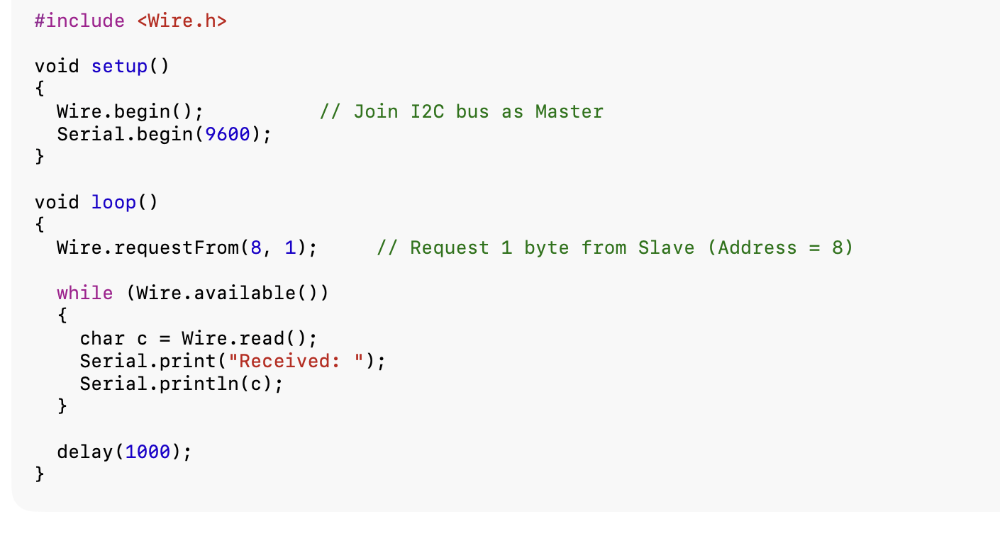 #include <Wire.h>
void setup()
{
Wire.begin();          // Join I2C bus as Master
Serial.begin(9600);
}
void loop()
{
Wire.requestFrom(8, 1);     // Request 1 byte from Slave (Address = 8)
while (Wire.available())
{
char c = Wire.read();
Serial.print("Received: ");
Serial.println(c);
}
delay(1000);
}